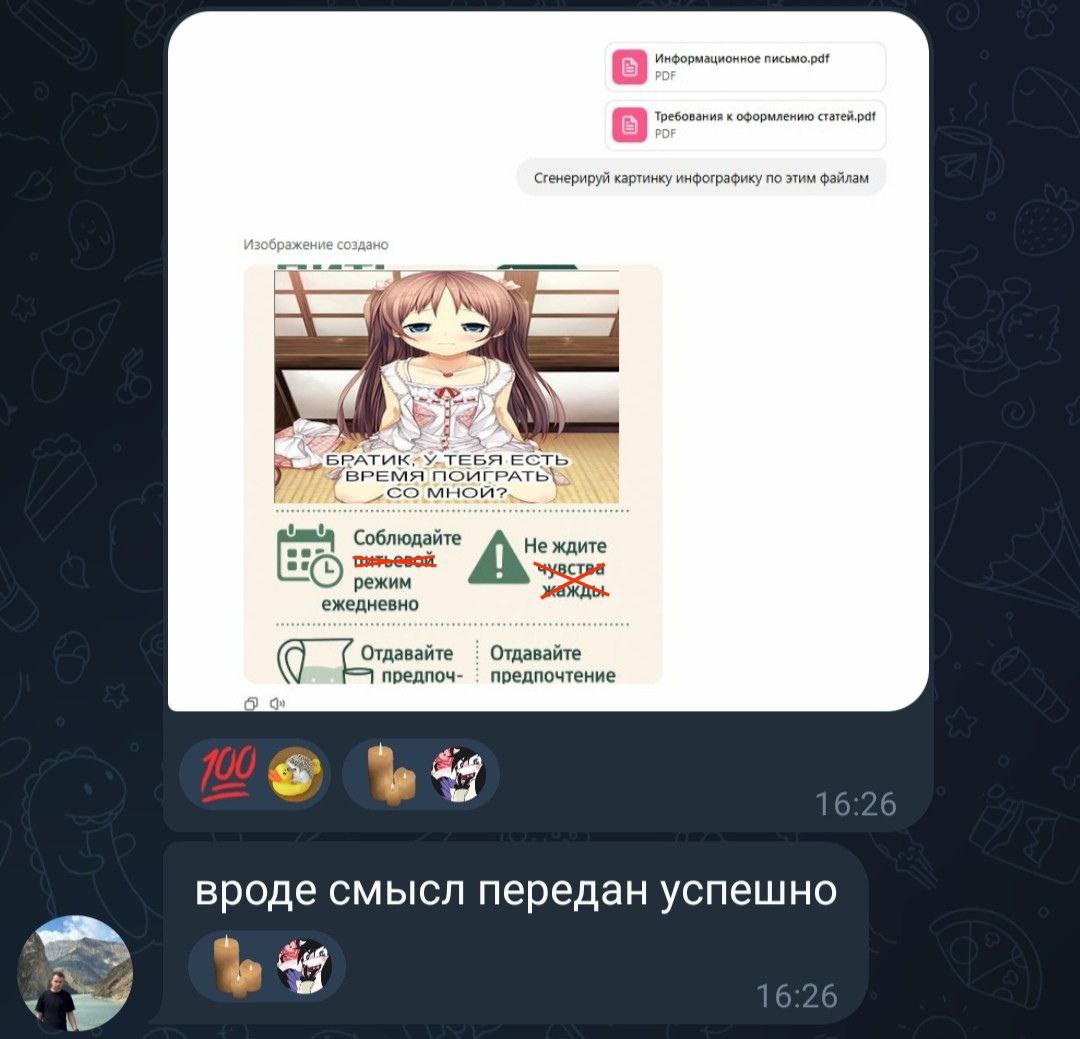 Информационное письмо.pdf
PDF
Требования к оформлению статей.pdf
PDF
Сгенерируй картинку инфографику по этим файлам
Изображение создано
БРАТИК, У ТЕБЯ ЕСТЬ
ВРЕМЯ ПОИГРАТЬ
СО МНОЙ?
Соблюдайте
питьевой
режим
ежедневно
Не ждите
чувства
жажды
Отдавайте
предпоч-
Отдавайте
предпочтение
100
16:26
вроде смысл передан успешно
16:26